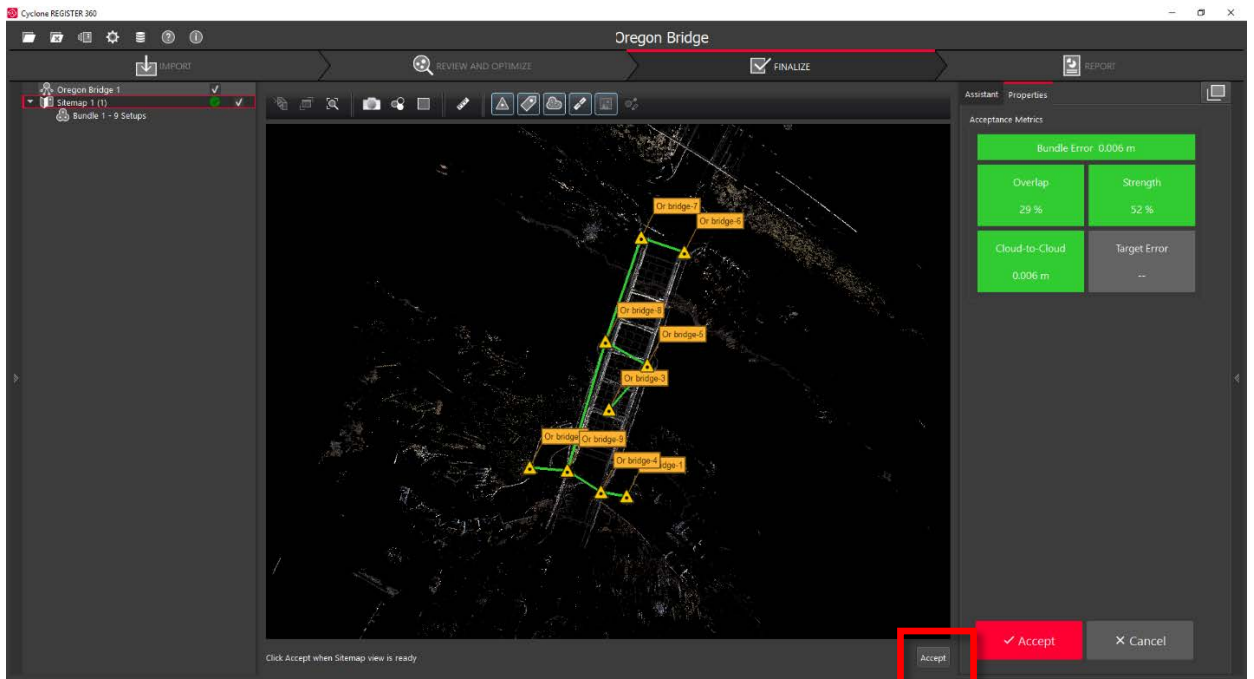 Cyclone REGISTER 360
Oregon Bridge
IMPORT
REVIEW AND OPTIMIZE
FINALIZE
REPORT
Oregon Bridge 1
Sitemap 1 (1)
Bundle 1 - 9 Setups
Or bridge-7
Or bridge-6
Or bridge-8
Or bridge-5
Or bridge-3
Or bridge
Or bridge-9
Or bridge-4
idge-1
Click Accept when Sitemap view is ready
Accept
Assistant Properties
Acceptance Metrics
Bundle Error 0.006 m
Overlap
29 %
Strength
52 %
Cloud-to-Cloud
0.006 m
Target Error
--
Accept
Cancel